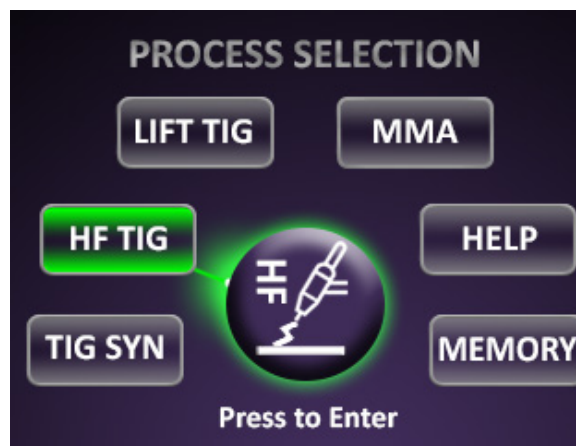 PROCESS SELECTION
LIFT TIG
MMA
HF TIG
HELP
HF
TIG SYN
MEMORY
Press to Enter